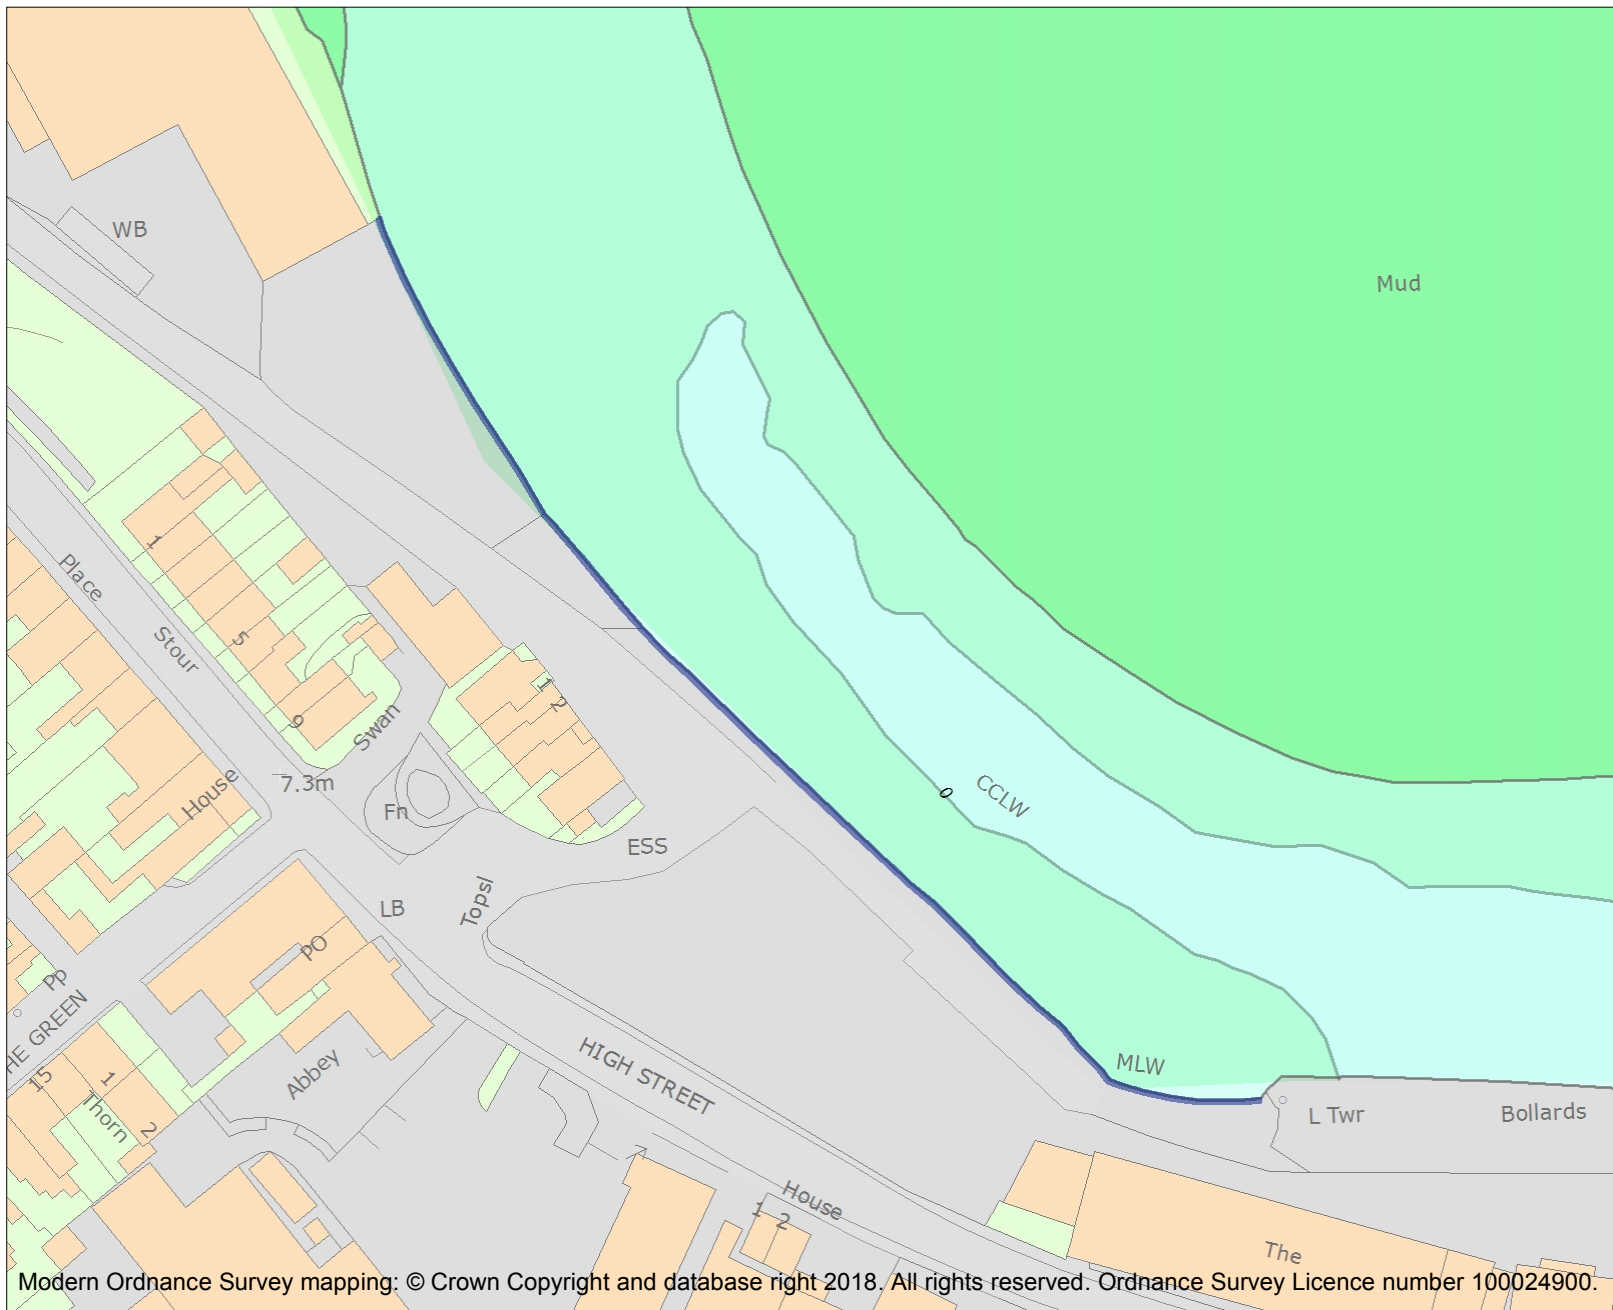 WB
Mud
1
Place
Stour
5
9
Swan
1
2
House
7.3m
Fn
CCLW
0
ESS
LB
Topsl
PO
Pp
HE GREEN
15
1
Thorn
2
Abbey
HIGH STREET
MLW
L Twr
Bollards
7
House
1
2
The
Modern Ordnance Survey mapping: © Crown Copyright and database right 2018. All rights reserved. Ordnance Survey Licence number 100024900.